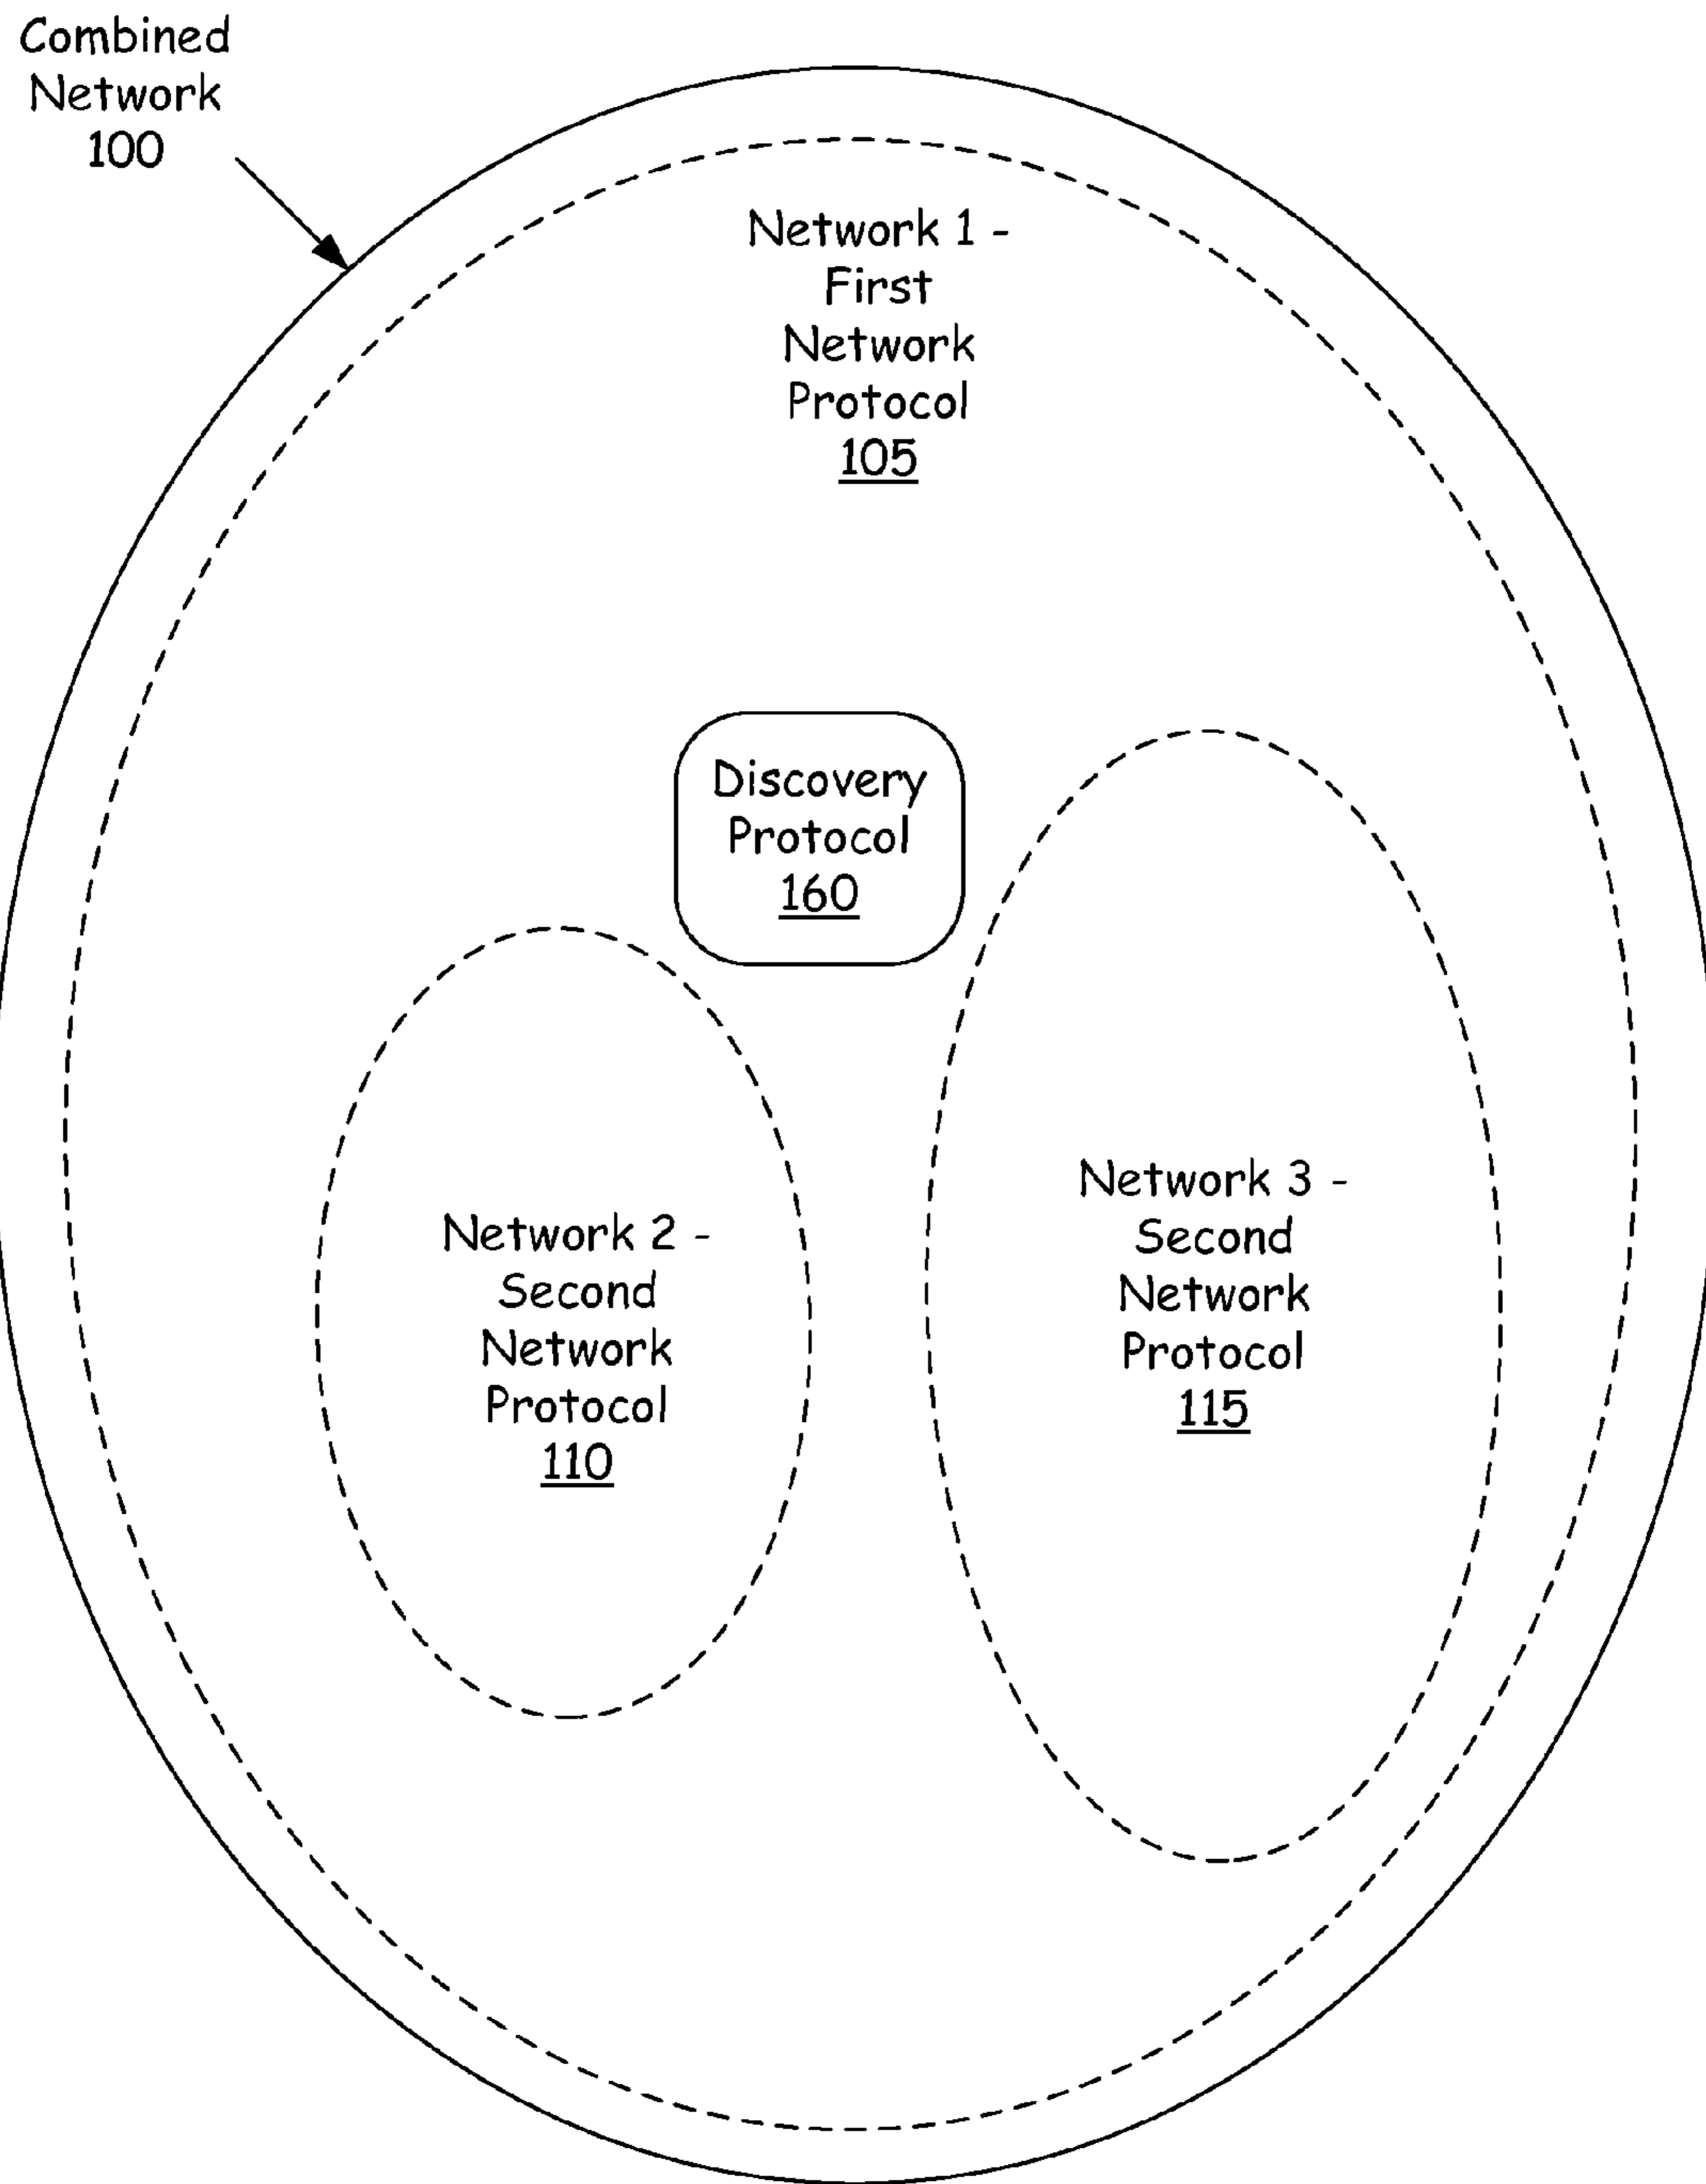 Combined
Network
100
Network 1 -
First
Network
Protocol
105
Discovery
Protocol
160
Network 2 -
Second
Network
Protocol
110
Network 3 -
Second
Network
Protocol
115